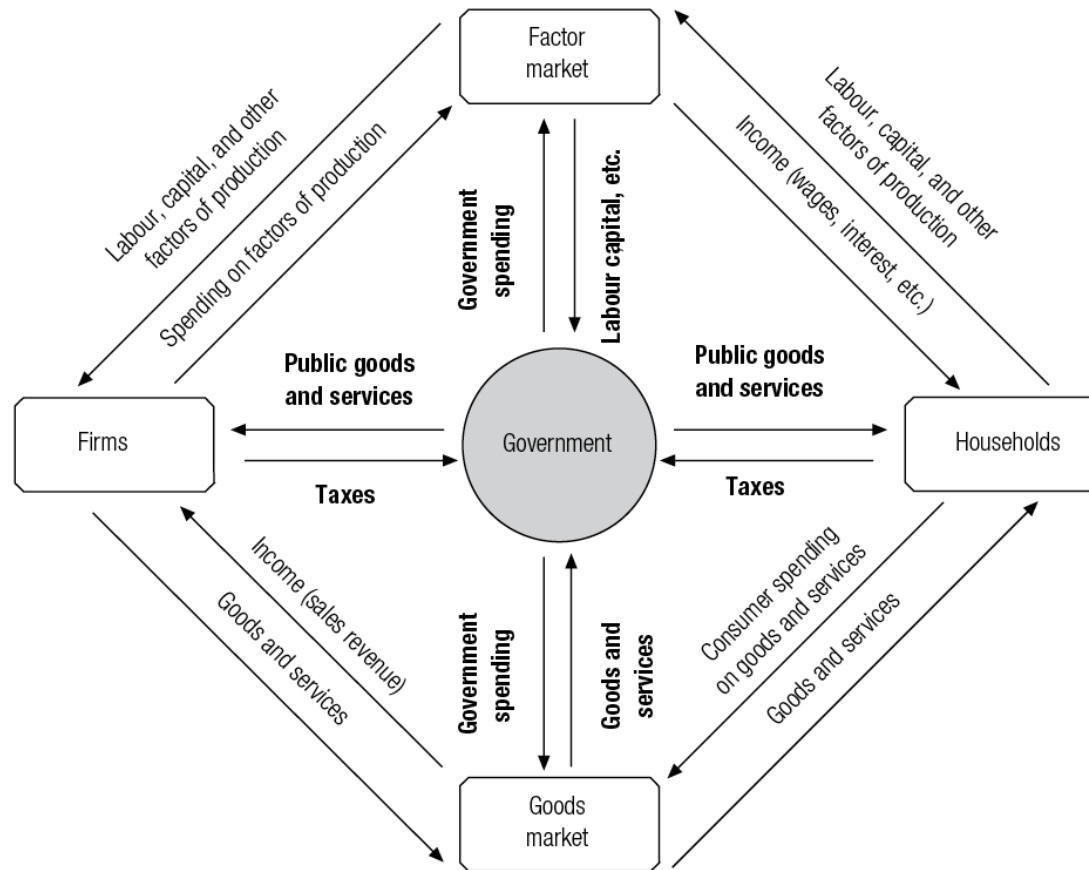 Factor
market
Labour, capital, and other
factors of production
Spending on factors of production
Government
spending
Labour capital, etc.
Income (wages, interest, etc.)
Labour, capital, and other
factors of production
Public goods
and services
Public goods
and services
Firms
Government
Households
Taxes
Taxes
Income (sales revenue)
Goods and services
Government
spending
Goods and
services
Consumer spending
on goods and services
Goods and services
Goods
market